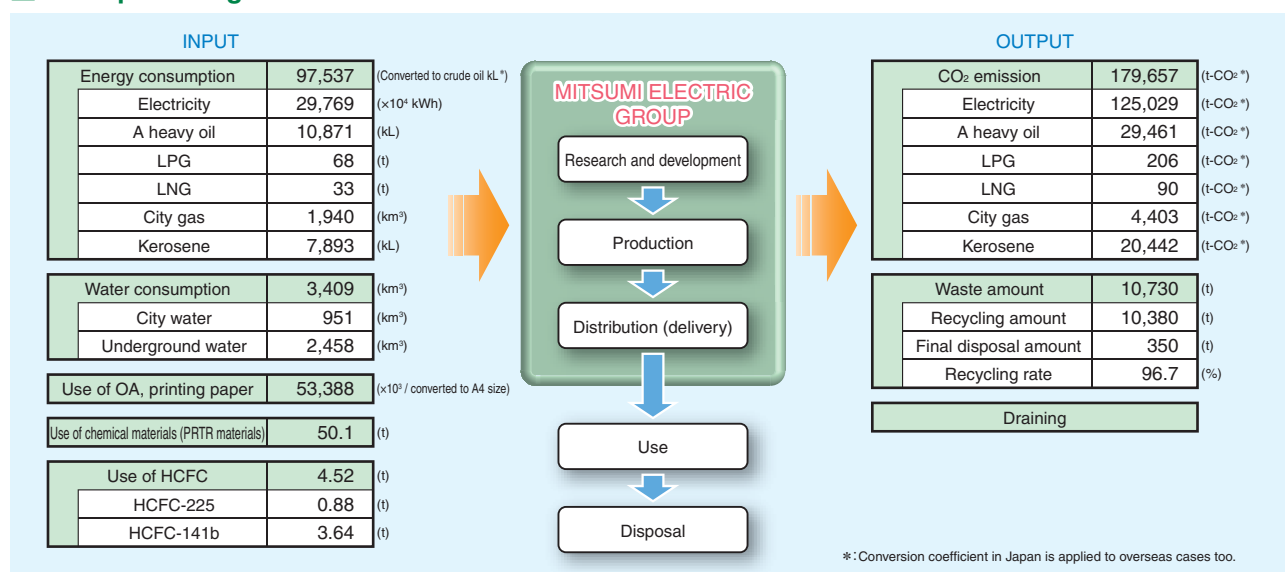 INPUT
Energy consumption 97,537 (Converted to crude oil kL*)
Electricity 29,769 (×10⁴ kWh)
A heavy oil 10,871 (kL)
LPG 68 (t)
LNG 33 (t)
City gas 1,940 (km³)
Kerosene 7,893 (kL)
Water consumption 3,409 (km³)
City water 951 (km³)
Underground water 2,458 (km³)
Use of OA, printing paper 53,388 (×10³ / converted to A4 size)
Use of chemical materials (PRTR materials) 50.1 (t)
Use of HCFC 4.52 (t)
HCFC-225 0.88 (t)
HCFC-141b 3.64 (t)
MITSUMI ELECTRIC
GROUP
Research and development
Production
Distribution (delivery)
Use
Disposal
OUTPUT
CO₂ emission 179,657 (t-CO₂*)
Electricity 125,029 (t-CO₂*)
A heavy oil 29,461 (t-CO₂*)
LPG 206 (t-CO₂*)
LNG 90 (t-CO₂*)
City gas 4,403 (t-CO₂*)
Kerosene 20,442 (t-CO₂*)
Waste amount 10,730 (t)
Recycling amount 10,380 (t)
Final disposal amount 350 (t)
Recycling rate 96.7 (%)
Draining
*:Conversion coefficient in Japan is applied to overseas cases too.